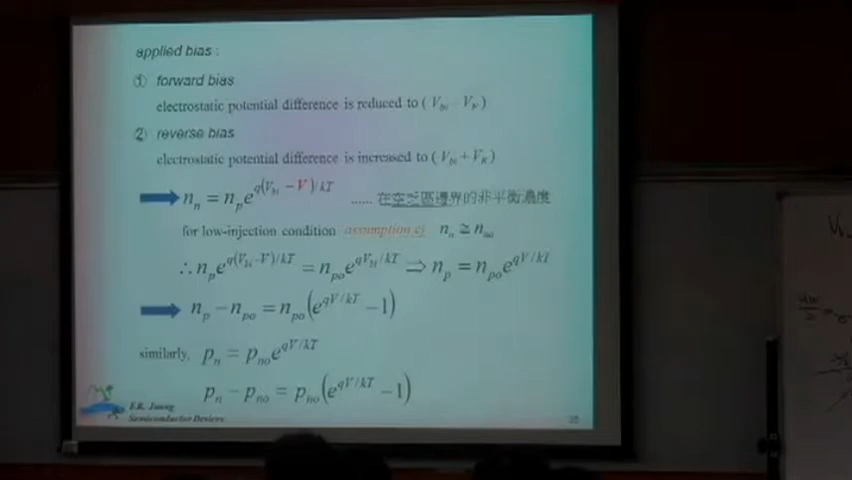 applied bias :
① forward bias
electrostatic potential difference is reduced to ( V_bi − V_F )
② reverse bias
electrostatic potential difference is increased to ( V_bi + V_R )
n_n = n_p e^{q(V_bi − V)/kT} ...... 在空乏區邊界的非平衡濃度
for low-injection condition assumption c) n_n ≅ n_no
∴ n_p e^{q(V_bi−V)/kT} = n_po e^{qV_bi/kT} ⇒ n_p = n_po e^{qV/kT}
n_p − n_po = n_po (e^{qV/kT} − 1)
similarly, p_n = p_no e^{qV/kT}
p_n − p_no = p_no (e^{qV/kT} − 1)
Semiconductor Devices